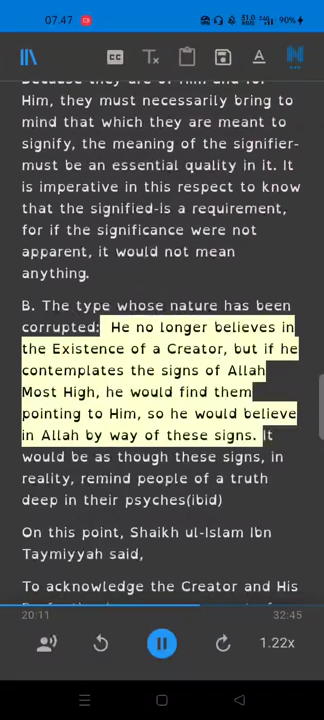 07.47
90%
Because they are of Him and for
Him, they must necessarily bring to
mind that which they are meant to
signify, the meaning of the signifier-
must be an essential quality in it. It
is imperative in this respect to know
that the signified-is a requirement,
for if the significance were not
apparent, it would not mean
anything.
B. The type whose nature has been
corrupted: He no longer believes in
the Existence of a Creator, but if he
contemplates the signs of Allah
Most High, he would find them
pointing to Him, so he would believe
in Allah by way of these signs. It
would be as though these signs, in
reality, remind people of a truth
deep in their psyches(ibid)
On this point, Shaikh ul-Islam Ibn
Taymiyyah said,
To acknowledge the Creator and His
20:11
32:45
1.22x